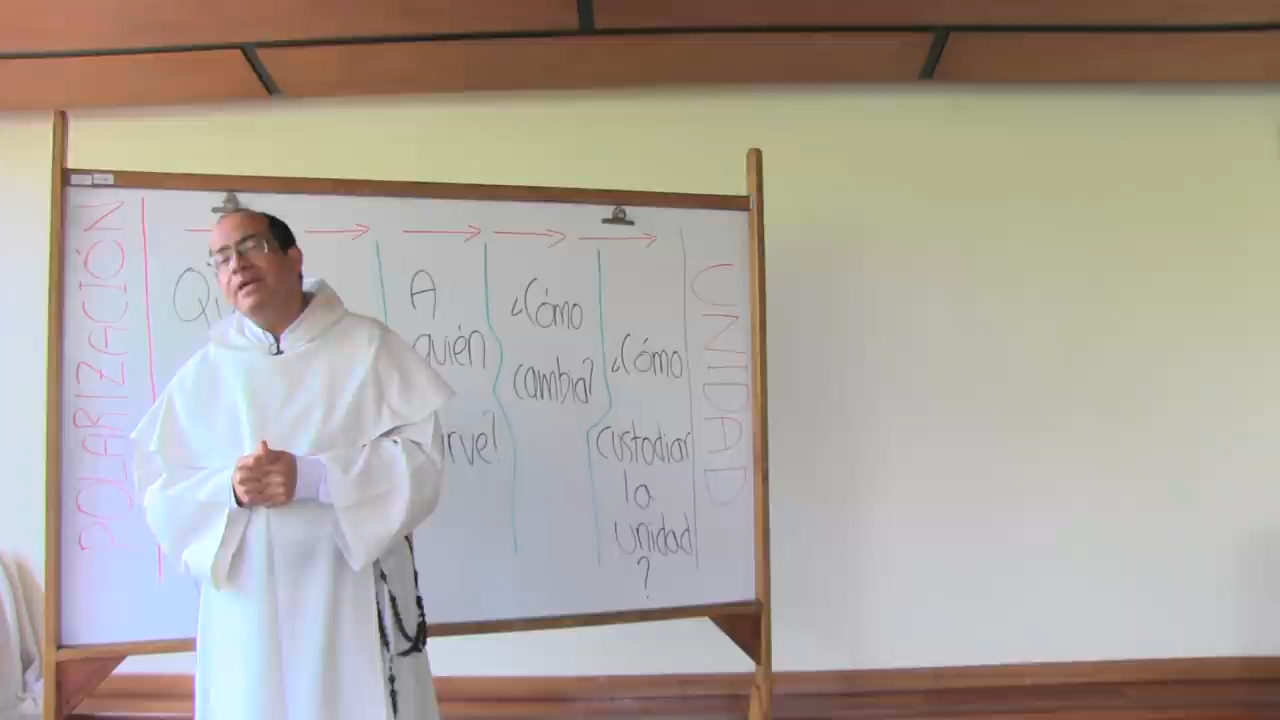 POLARIZACIÓN
A
quién
¿Cómo
cambia?
¿Cómo
custodiar
la
unidad
?
UNIDAD